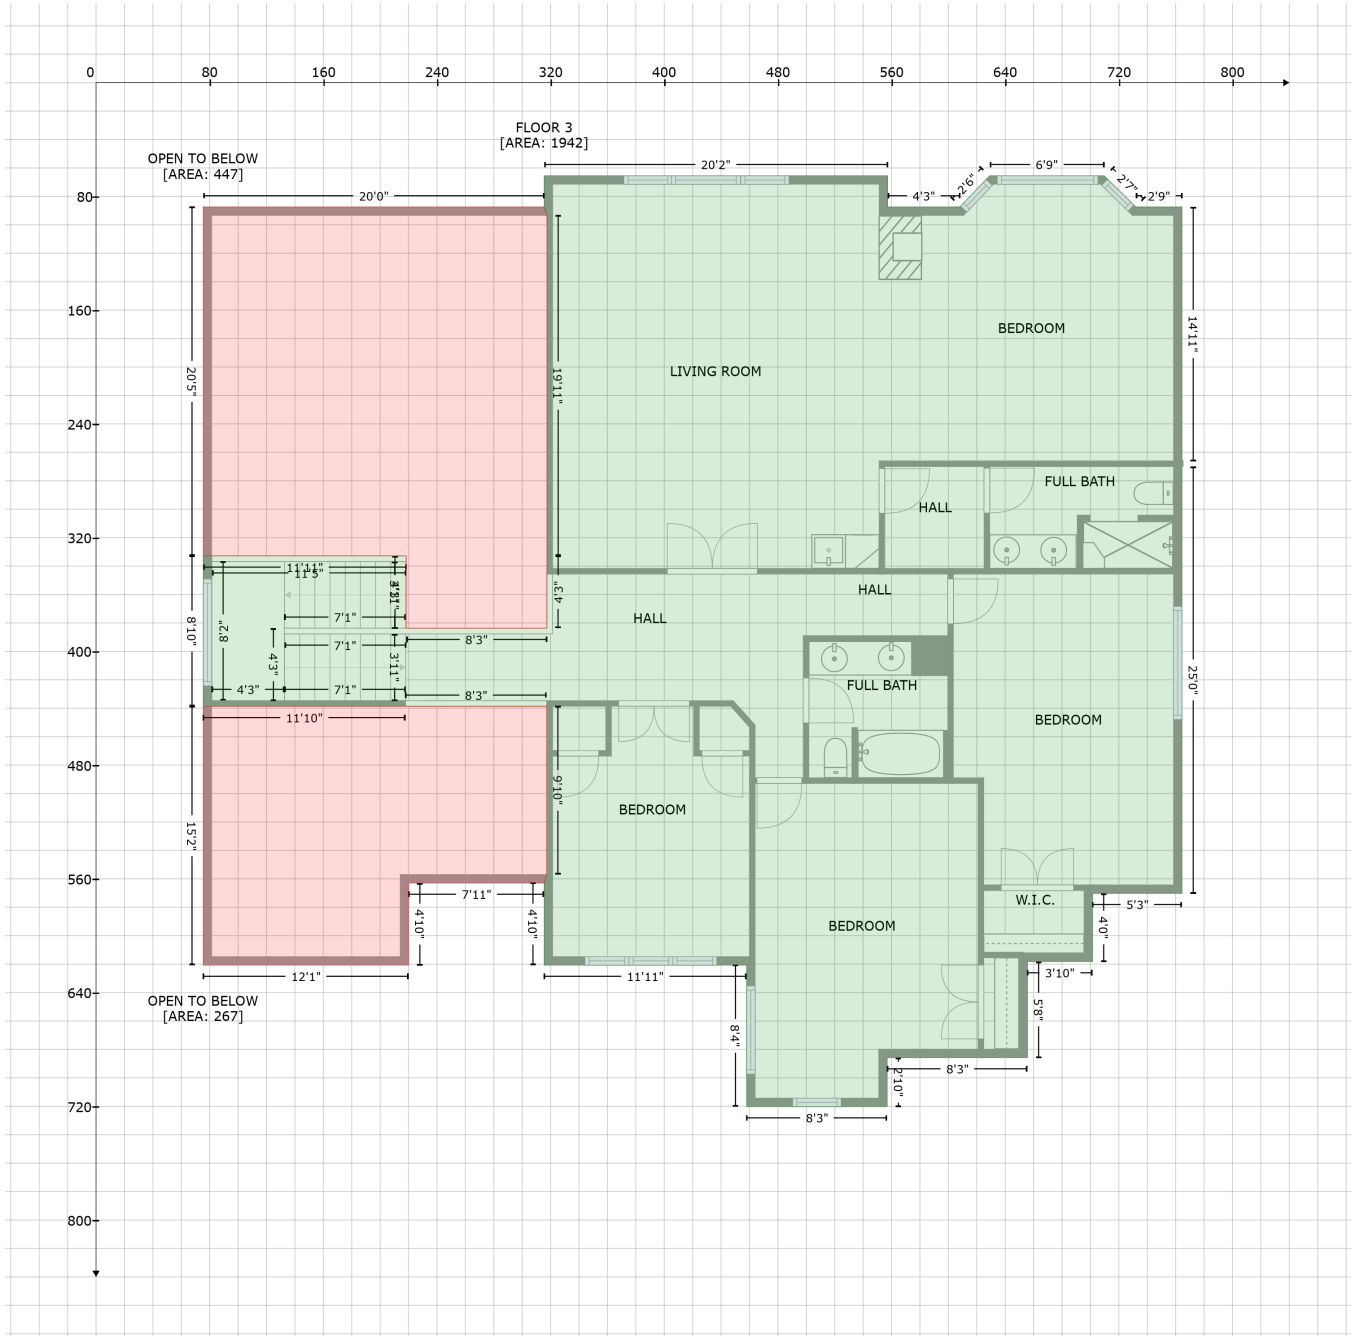 0 80 160 240 320 400 480 560 640 720 800
FLOOR 3
[AREA: 1942]
OPEN TO BELOW
[AREA: 447]
20'2"
6'9"
2'6"
2'7"
20'0"
4'3"
2'9"
80
160
240
320
400
480
560
640
720
800
14'11"
BEDROOM
LIVING ROOM
20'5"
19'11"
FULL BATH
HALL
11'11"
11'5"
4'3"
HALL
HALL
7'1"
8'10"
8'2"
8'3"
7'1"
4'3"
3'11"
25'0"
FULL BATH
4'3"
7'1"
8'3"
11'10"
BEDROOM
9'10"
BEDROOM
15'2"
7'11"
W.I.C.
5'3"
4'10"
4'10"
4'0"
BEDROOM
12'1"
11'11"
3'10"
OPEN TO BELOW
[AREA: 267]
5'8"
8'4"
8'3"
2'10"
8'3"